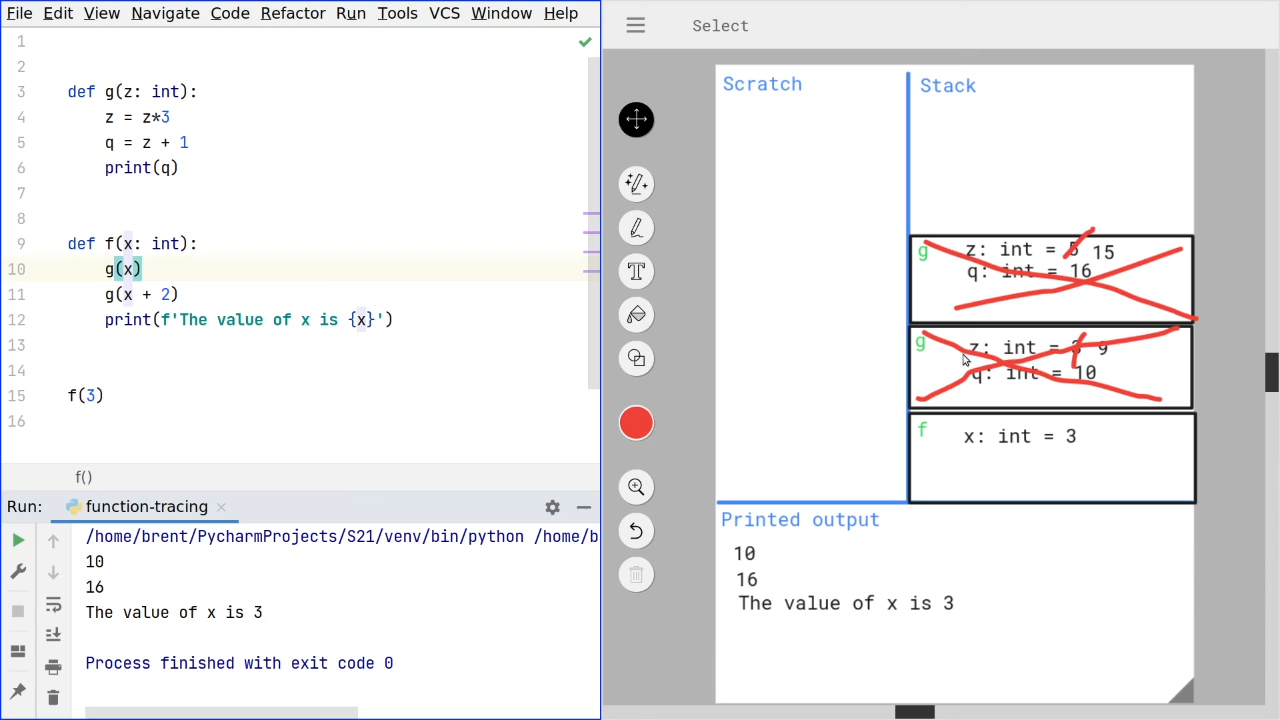 File Edit View Navigate Code Refactor Run Tools VCS Window Help
1
2
3 def g(z: int):
4 z = z*3
5 q = z + 1
6 print(q)
7
8
9 def f(x: int):
10 g(x)
11 g(x + 2)
12 print(f'The value of x is {x}')
13
14
15 f(3)
16
f()
Run: function-tracing
/home/brent/PycharmProjects/S21/venv/bin/python /home/b
10
16
The value of x is 3
Process finished with exit code 0
Select
Scratch
Stack
g z: int = 5 15
q: int = 16
g z: int = 3 9
q: int = 10
f x: int = 3
Printed output
10
16
The value of x is 3